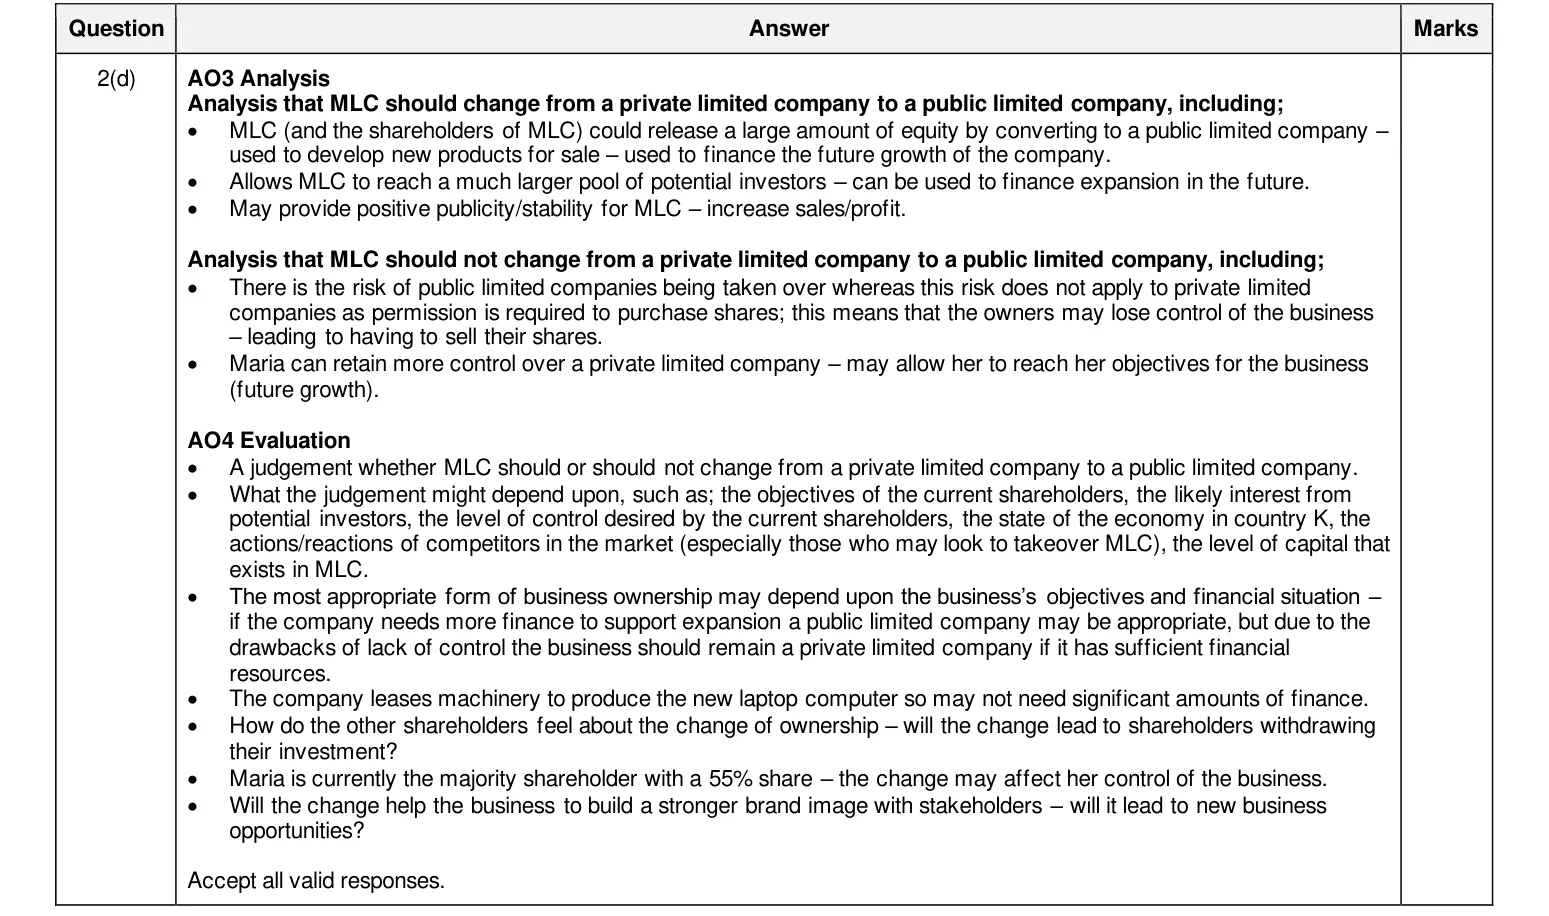 Question Answer Marks
2(d)
AO3 Analysis
Analysis that MLC should change from a private limited company to a public limited company, including;
• MLC (and the shareholders of MLC) could release a large amount of equity by converting to a public limited company –
used to develop new products for sale – used to finance the future growth of the company.
• Allows MLC to reach a much larger pool of potential investors – can be used to finance expansion in the future.
• May provide positive publicity/stability for MLC – increase sales/profit.
Analysis that MLC should not change from a private limited company to a public limited company, including;
• There is the risk of public limited companies being taken over whereas this risk does not apply to private limited
companies as permission is required to purchase shares; this means that the owners may lose control of the business
– leading to having to sell their shares.
• Maria can retain more control over a private limited company – may allow her to reach her objectives for the business
(future growth).
AO4 Evaluation
• A judgement whether MLC should or should not change from a private limited company to a public limited company.
• What the judgement might depend upon, such as; the objectives of the current shareholders, the likely interest from
potential investors, the level of control desired by the current shareholders, the state of the economy in country K, the
actions/reactions of competitors in the market (especially those who may look to takeover MLC), the level of capital that
exists in MLC.
• The most appropriate form of business ownership may depend upon the business's objectives and financial situation –
if the company needs more finance to support expansion a public limited company may be appropriate, but due to the
drawbacks of lack of control the business should remain a private limited company if it has sufficient financial
resources.
• The company leases machinery to produce the new laptop computer so may not need significant amounts of finance.
• How do the other shareholders feel about the change of ownership – will the change lead to shareholders withdrawing
their investment?
• Maria is currently the majority shareholder with a 55% share – the change may affect her control of the business.
• Will the change help the business to build a stronger brand image with stakeholders – will it lead to new business
opportunities?
Accept all valid responses.